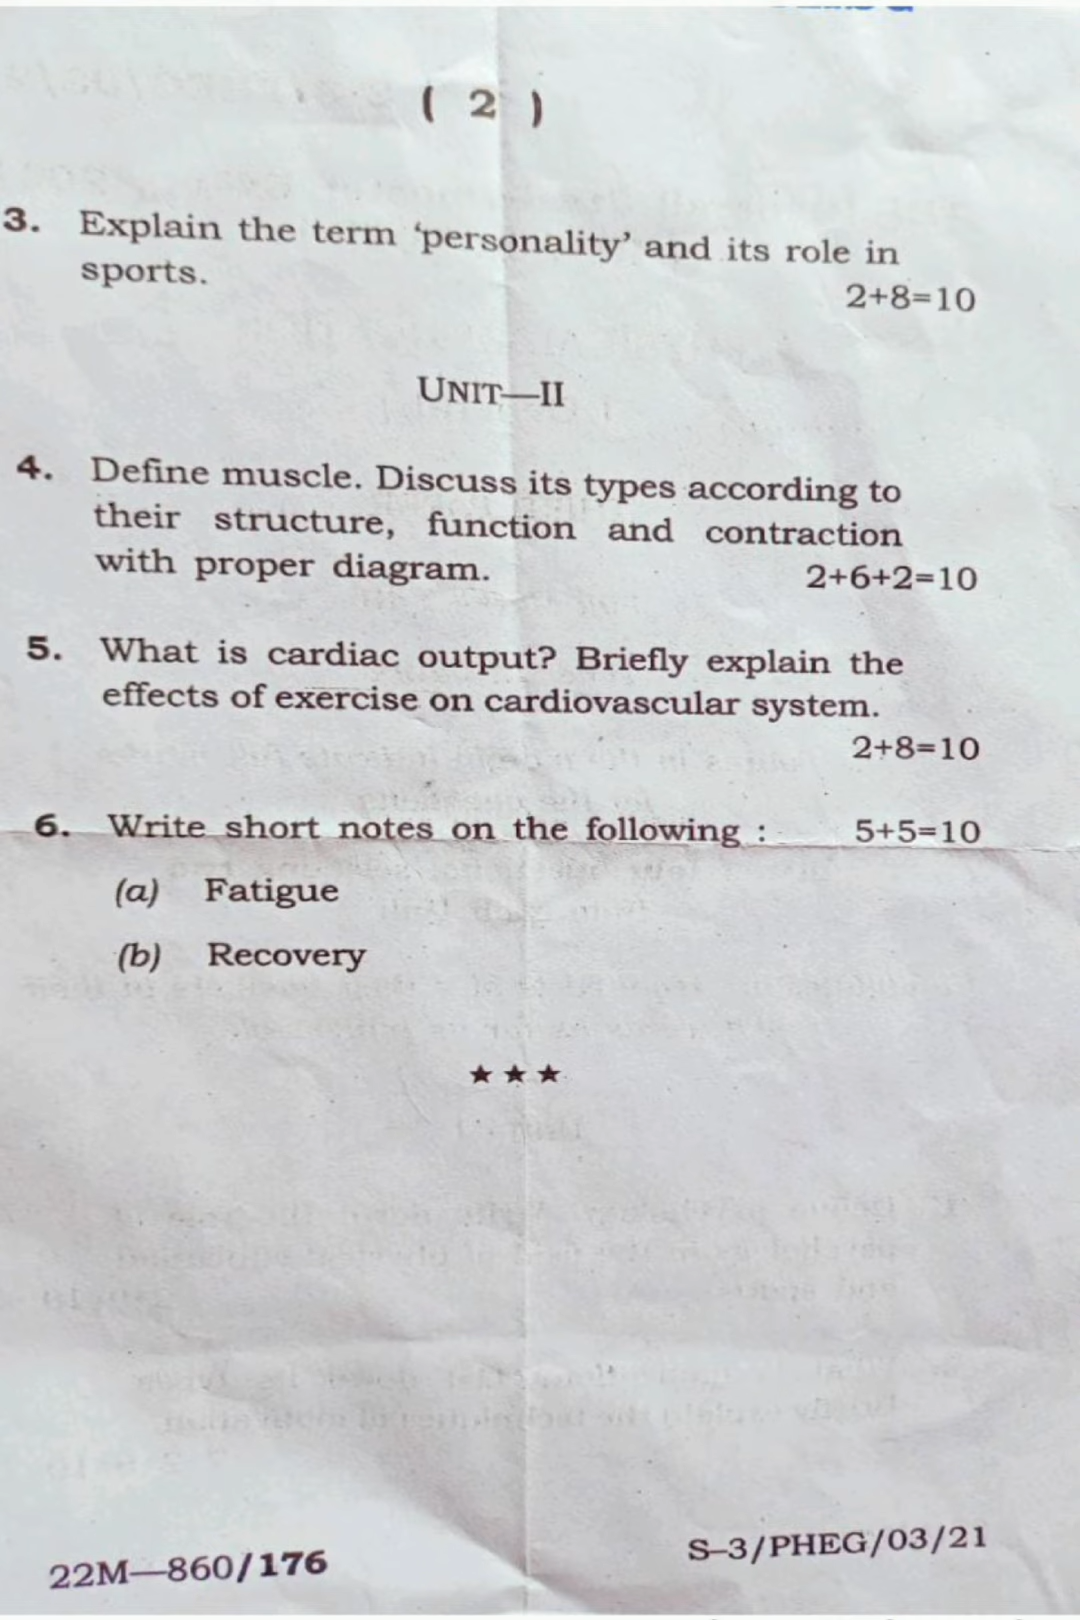 ( 2 )
3. Explain the term ‘personality’ and its role in
sports. 2+8=10
UNIT—II
4. Define muscle. Discuss its types according to
their structure, function and contraction
with proper diagram. 2+6+2=10
5. What is cardiac output? Briefly explain the
effects of exercise on cardiovascular system.
2+8=10
6. Write short notes on the following : 5+5=10
(a) Fatigue
(b) Recovery
★ ★ ★
22M—860/176 S–3/PHEG/03/21